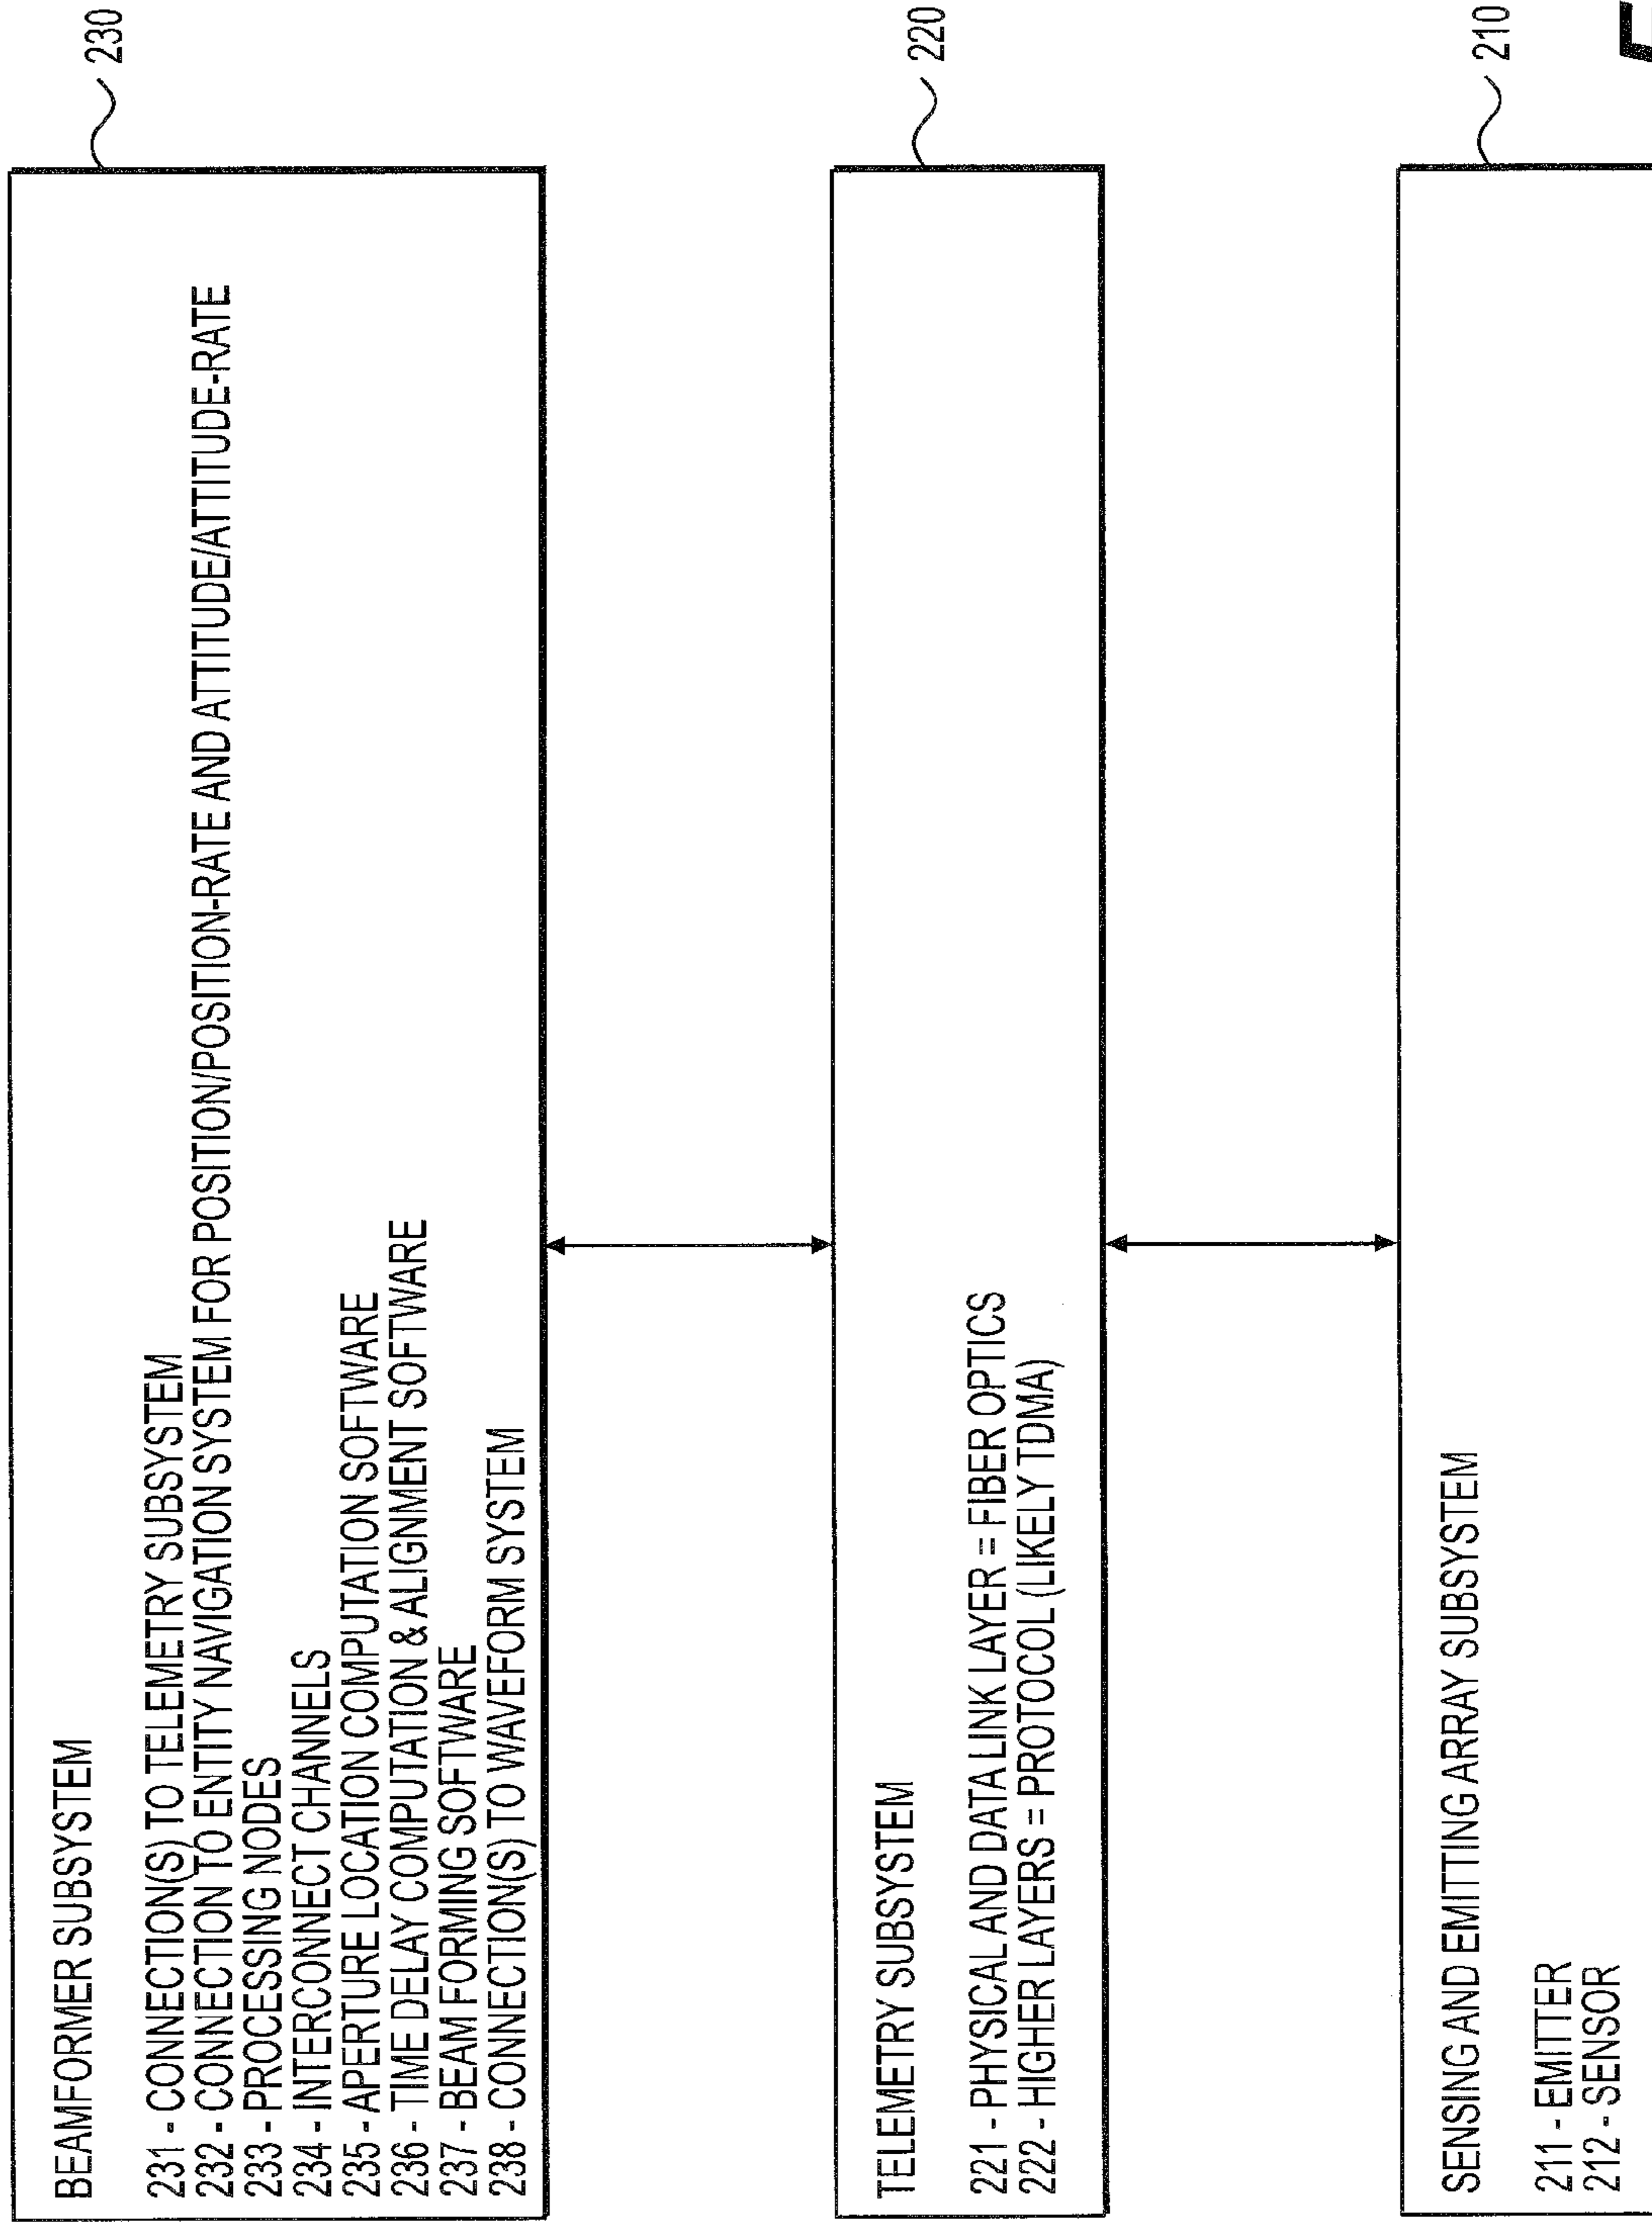 BEAMFORMER SUBSYSTEM
231 - CONNECTION(S) TO TELEMETRY SUBSYSTEM
232 - CONNECTION TO ENTITY NAVIGATION SYSTEM FOR POSITION/POSITION-RATE AND ATTITUDE/ATTITUDE-RATE
233 - PROCESSING NODES
234 - INTERCONNECT CHANNELS
235 - APERTURE LOCATION COMPUTATION SOFTWARE
236 - TIME DELAY COMPUTATION & ALIGNMENT SOFTWARE
237 - BEAM FORMING SOFTWARE
238 - CONNECTION(S) TO WAVEFORM SYSTEM
230
TELEMETRY SUBSYSTEM
221 - PHYSICAL AND DATA LINK LAYER = FIBER OPTICS
222 - HIGHER LAYERS = PROTOCOL (LIKELY TDMA)
220
SENSING AND EMITTING ARRAY SUBSYSTEM
211 - EMITTER
212 - SENSOR
210